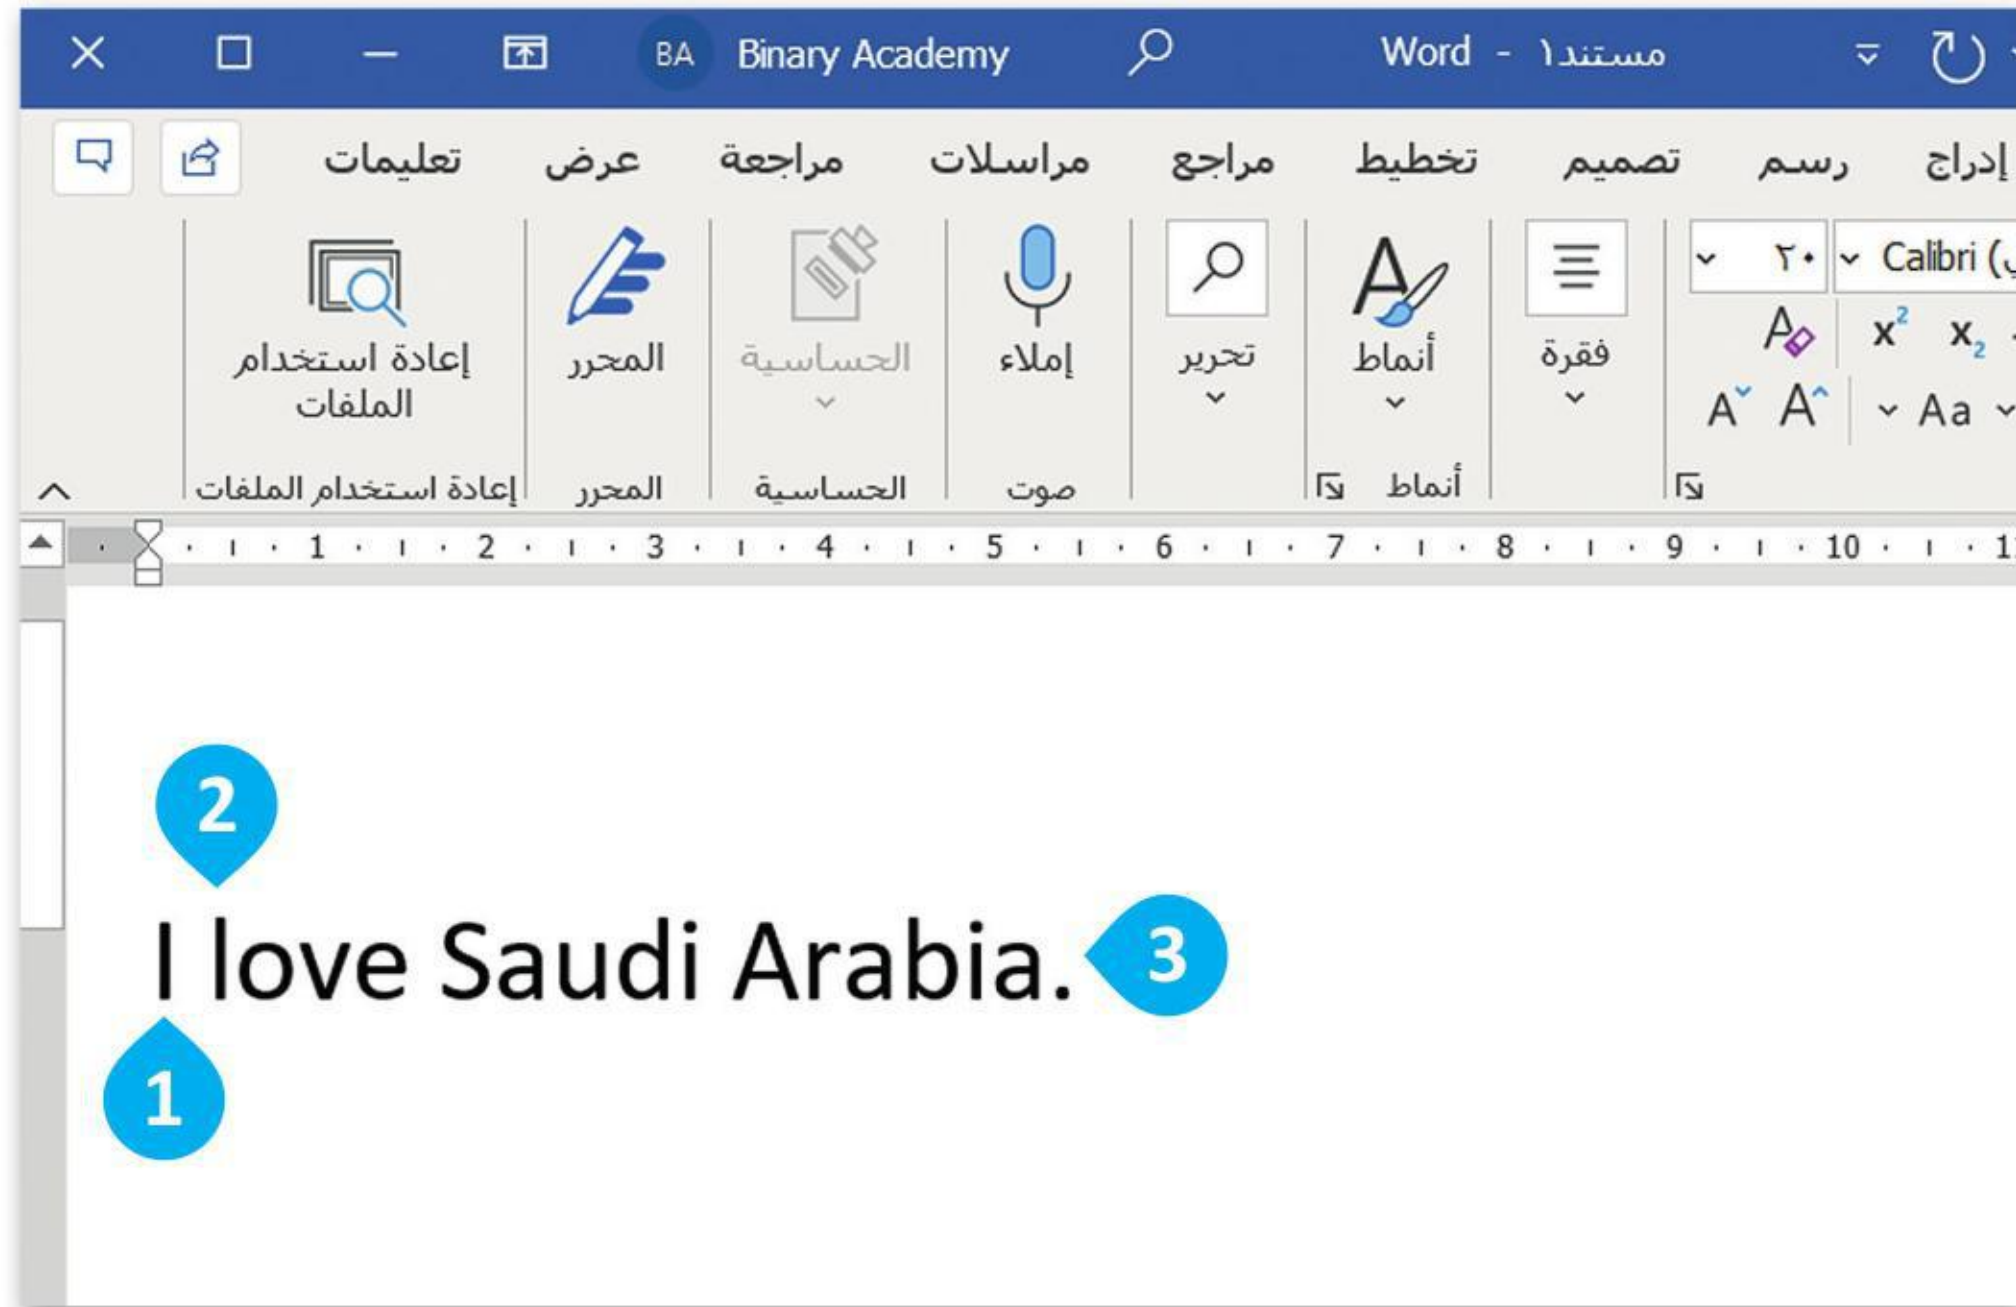 مستند١ - Word
Binary Academy
BA
إدراج
رسم
تصميم
تخطيط
مراجع
مراسلات
مراجعة
عرض
تعليمات
Calibri
٢٠
x₂ x²
Aa A A
فقرة
أنماط
تحرير
إملاء
الحساسية
المحرر
إعادة استخدام
الملفات
أنماط
صوت
الحساسية
المحرر
إعادة استخدام الملفات
1 2 3 4 5 6 7 8 9 10
2
I love Saudi Arabia.
3
1